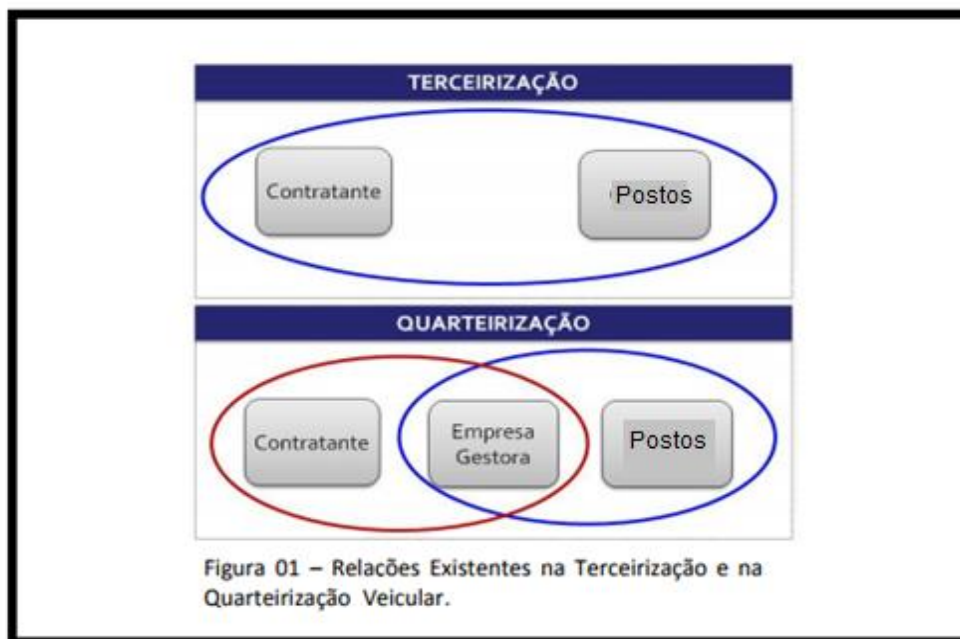 TERCEIRIZAÇÃO
Contratante
Postos
QUARTEIRIZAÇÃO
Contratante
Empresa
Gestora
Postos
Figura 01 – Relações Existentes na Terceirização e na
Quarteirização Veicular.